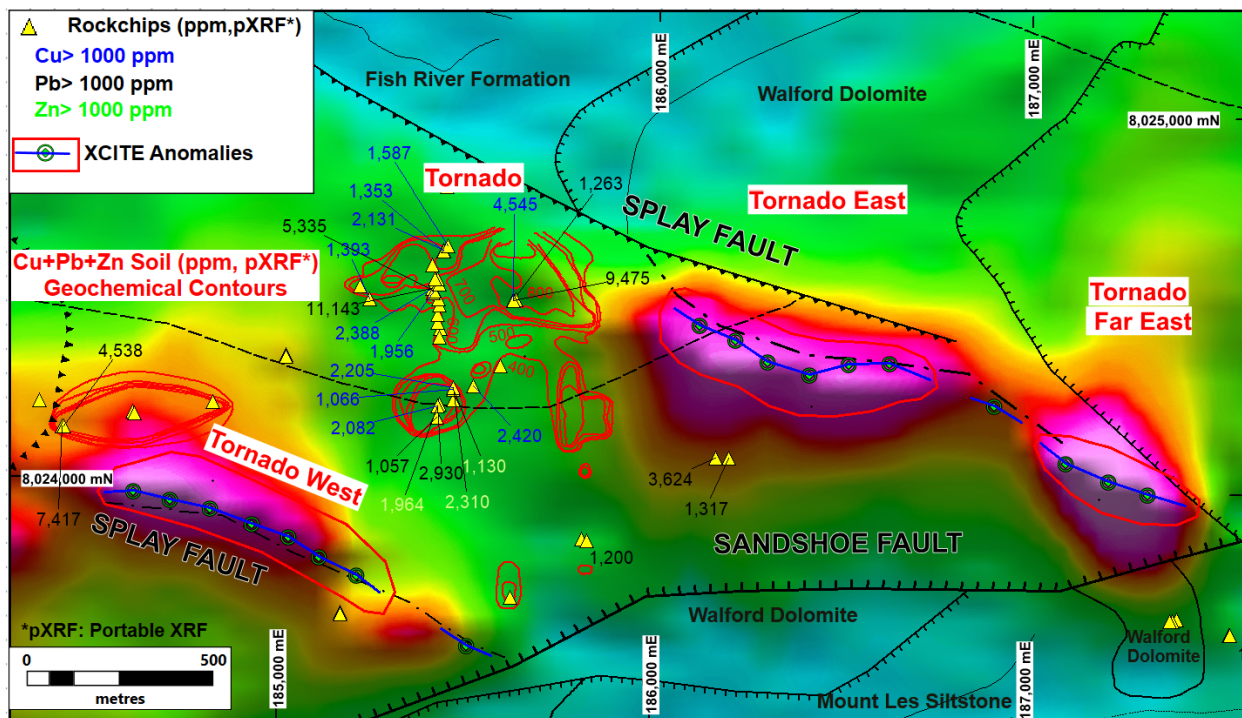 Rockchips (ppm,pXRF*)
Cu> 1000 ppm
Pb> 1000 ppm
Zn> 1000 ppm
XCITE Anomalies
Fish River Formation
186,000 mE
Walford Dolomite
187,000 mE
8,025,000 mN
1,587
1,353
2,131
5,335
1,393
Tornado
4,545
1,263
SPLAY FAULT
Tornado East
Cu+Pb+Zn Soil (ppm, pXRF*)
Geochemical Contours
700
600
9,475
Tornado
Far East
11,143
2,388
1,956
500
400
4,538
2,205
1,066
2,082
2,420
Tornado West
1,057
2,930
1,130
1,964
2,310
8,024,000 mN
7,417
3,624
1,317
SPLAY FAULT
SANDSHOE FAULT
1,200
*pXRF: Portable XRF
0
500
metres
185,000 mE
Walford Dolomite
186,000 mE
Mount Les Siltstone
187,000 mE
Walford
Dolomite